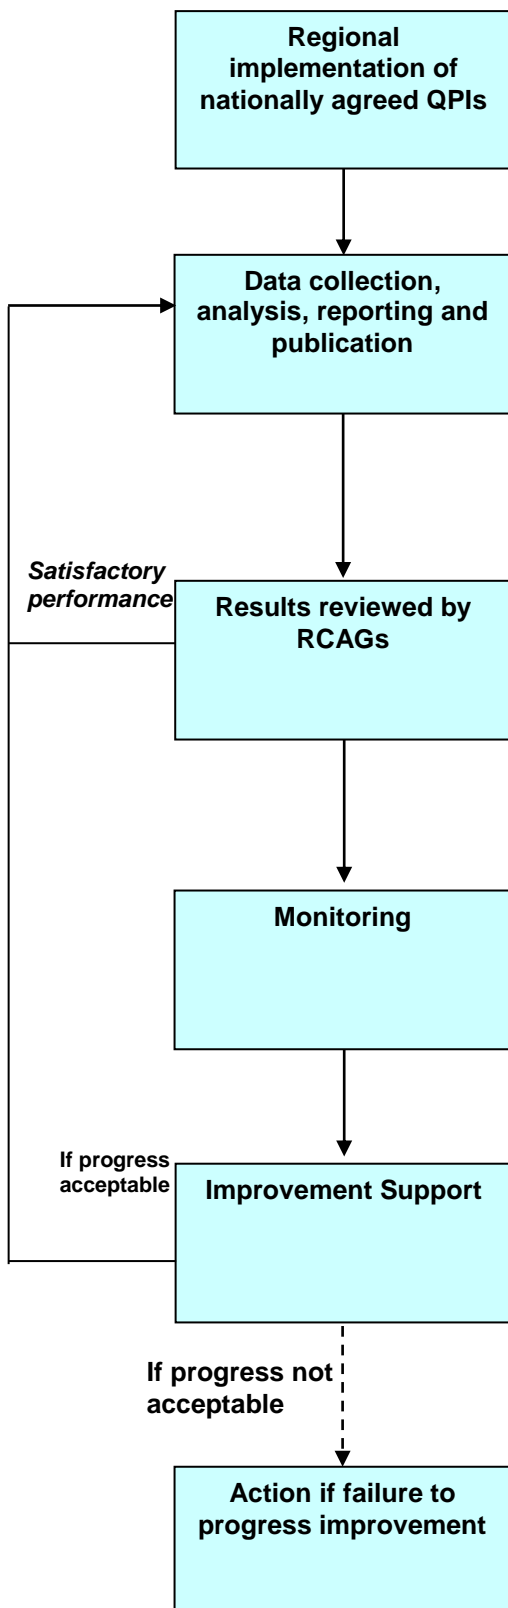 Regional
implementation of
nationally agreed QPIs
Data collection,
analysis, reporting and
publication
Satisfactory
performance
Results reviewed by
RCAGs
Monitoring
If progress
acceptable
Improvement Support
If progress not
acceptable
Action if failure to
progress improvement